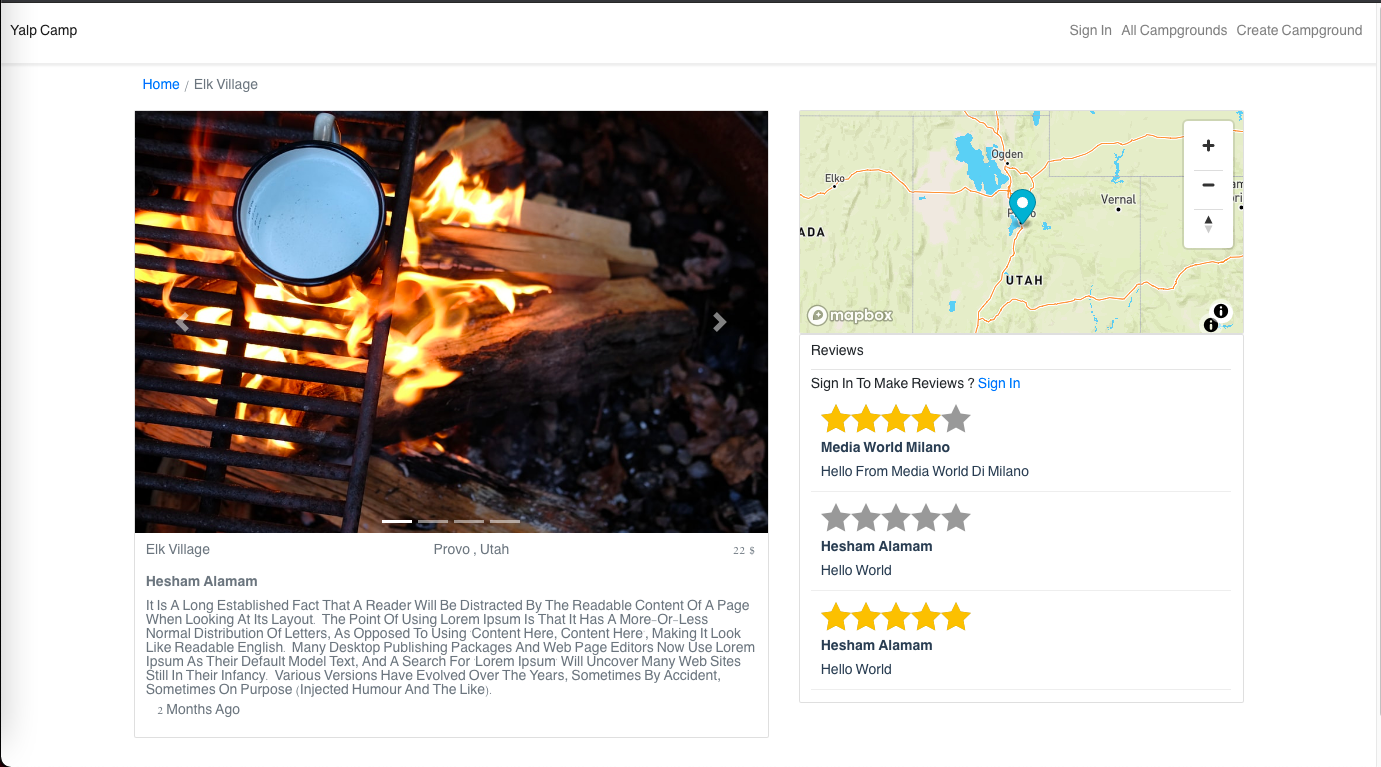 Yalp Camp
Sign In All Campgrounds Create Campground
Home / Elk Village
Elk Village Provo , Utah 22 $
Hesham Alamam
It Is A Long Established Fact That A Reader Will Be Distracted By The Readable Content Of A Page
When Looking At Its Layout. The Point Of Using Lorem Ipsum Is That It Has A More-Or-Less
Normal Distribution Of Letters, As Opposed To Using 'Content Here, Content Here', Making It Look
Like Readable English. Many Desktop Publishing Packages And Web Page Editors Now Use Lorem
Ipsum As Their Default Model Text, And A Search For 'Lorem Ipsum' Will Uncover Many Web Sites
Still In Their Infancy. Various Versions Have Evolved Over The Years, Sometimes By Accident,
Sometimes On Purpose (Injected Humour And The Like).
2 Months Ago
Ogden
Elko
Vernal
ADA
UTAH
mapbox
Reviews
Sign In To Make Reviews ? Sign In
Media World Milano
Hello From Media World Di Milano
Hesham Alamam
Hello World
Hesham Alamam
Hello World